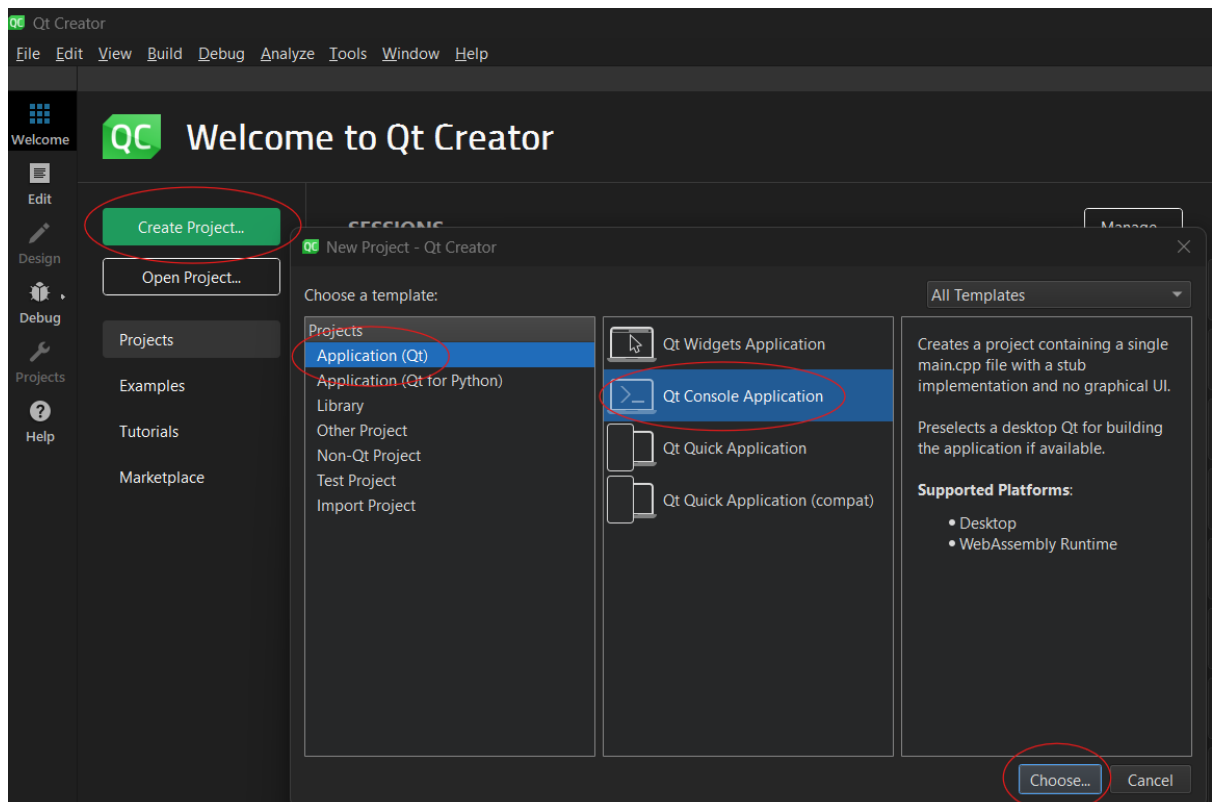 QC Qt Creator
File Edit View Build Debug Analyze Tools Window Help
Welcome
Edit
Design
Debug
Projects
Help
QC Welcome to Qt Creator
Create Project...
Open Project...
Projects
Examples
Tutorials
Marketplace
SESSIONS
Manage...
QC New Project - Qt Creator
Choose a template:
All Templates
Projects
Application (Qt)
Application (Qt for Python)
Library
Other Project
Non-Qt Project
Test Project
Import Project
Qt Widgets Application
Qt Console Application
Qt Quick Application
Qt Quick Application (compat)
Creates a project containing a single
main.cpp file with a stub
implementation and no graphical UI.
Preselects a desktop Qt for building
the application if available.
Supported Platforms:
• Desktop
• WebAssembly Runtime
Choose...
Cancel